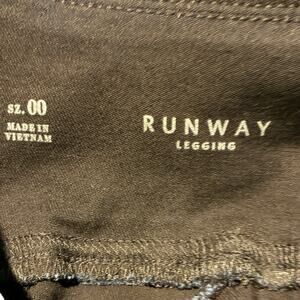 SZ. 00
MADE IN
VIETNAM
RUNWAY
LEGGING